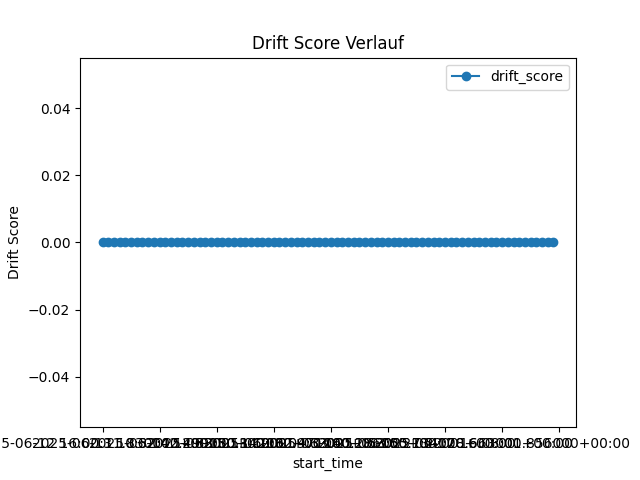 Drift Score Verlauf
drift_score
0.04
0.02
0.00
−0.02
−0.04
Drift Score
start_time